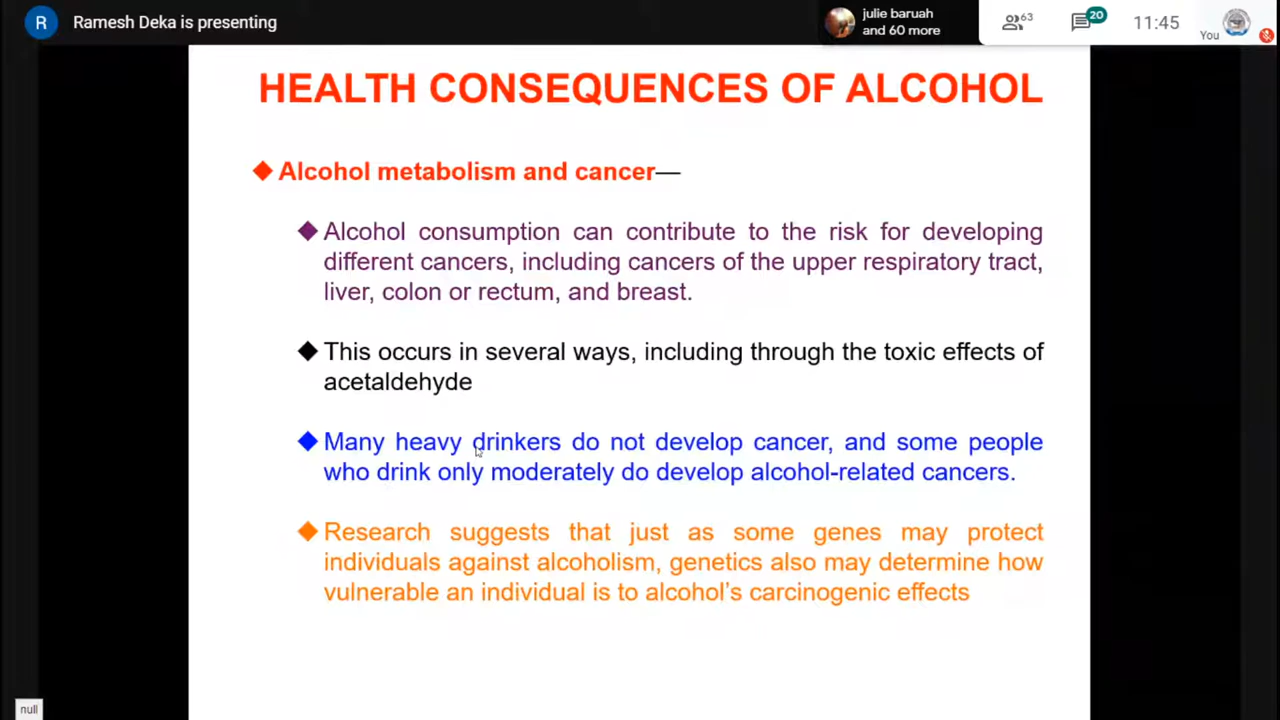 R
Ramesh Deka is presenting
julie baruah
and 60 more
63
20
11:45
You
HEALTH CONSEQUENCES OF ALCOHOL
Alcohol metabolism and cancer—
Alcohol consumption can contribute to the risk for developing
different cancers, including cancers of the upper respiratory tract,
liver, colon or rectum, and breast.
This occurs in several ways, including through the toxic effects of
acetaldehyde
Many heavy drinkers do not develop cancer, and some people
who drink only moderately do develop alcohol-related cancers.
Research suggests that just as some genes may protect
individuals against alcoholism, genetics also may determine how
vulnerable an individual is to alcohol’s carcinogenic effects
null